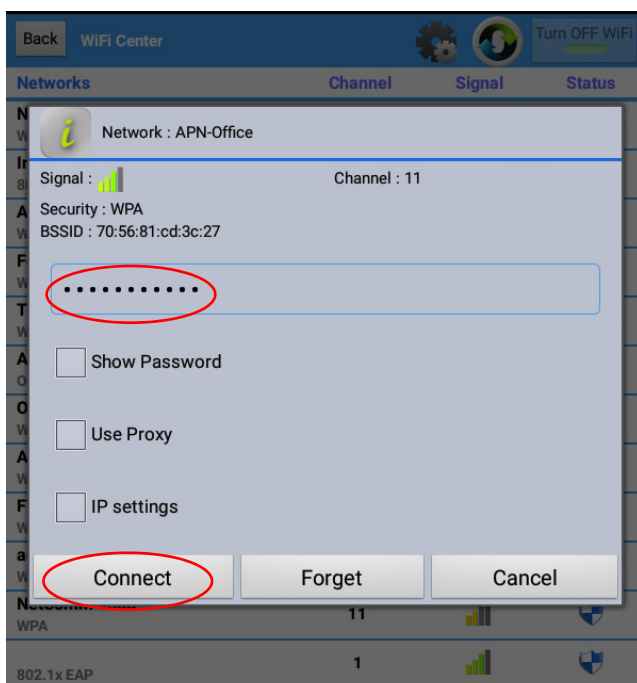 Back WiFi Center Turn OFF WiFi
Networks Channel Signal Status
Network : APN-Office
Signal : Channel : 11
Security : WPA
BSSID : 70:56:81:cd:3c:27
•••••••••••
Show Password
Use Proxy
IP settings
Connect Forget Cancel
11
WPA
1
802.1x EAP